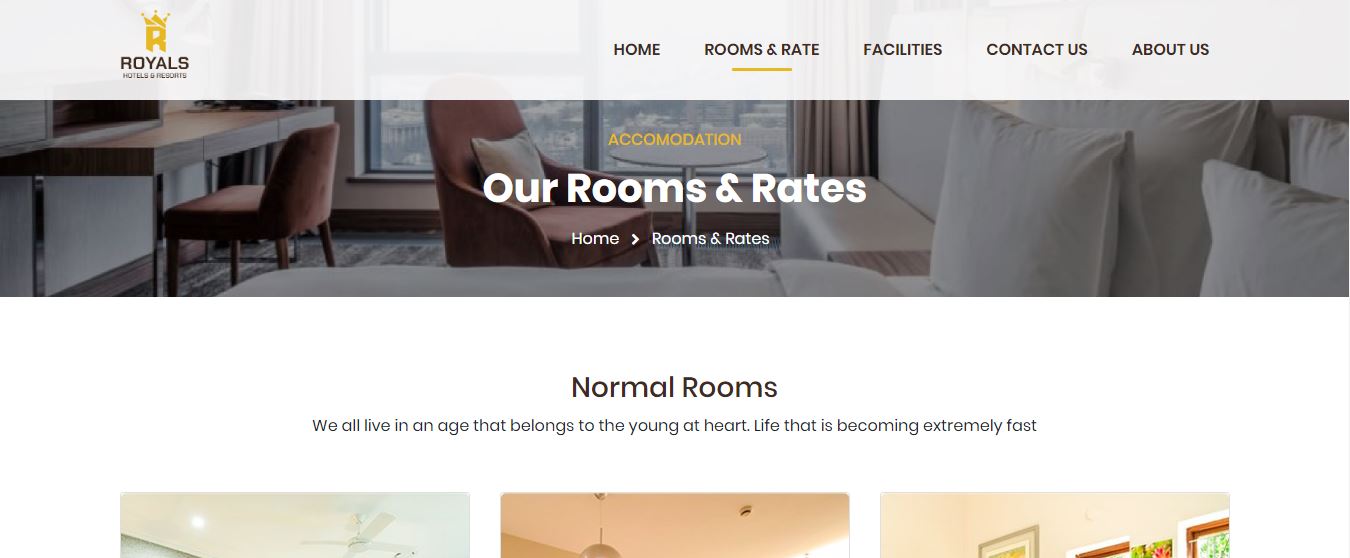 R
ROYALS
HOTELS & RESORTS
HOME ROOMS & RATE FACILITIES CONTACT US ABOUT US
ACCOMODATION
Our Rooms & Rates
Home > Rooms & Rates
Normal Rooms
We all live in an age that belongs to the young at heart. Life that is becoming extremely fast